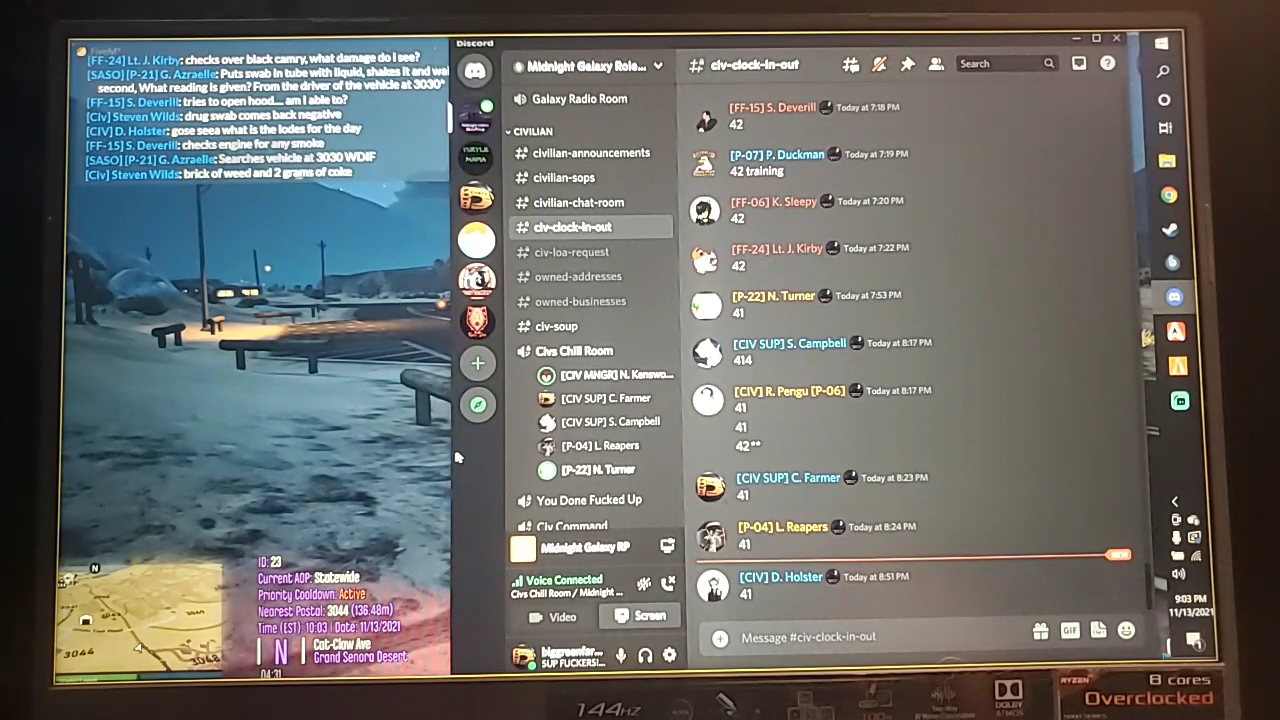 FiveM®
[FF-24] Lt. J. Kirby: checks over black camry, what damage do I see?
[SASO] [P-21] G. Azraelle: Puts swab in tube with liquid, shakes it and wai
second, What reading is given? From the driver of the vehicle at 3030"
[FF-15] S. Deverill: tries to open hood... am I able to?
[Civ] Steven Wilds: drug swab comes back negative
[CIV] D. Holster: gose seea what is the lodes for the day
[FF-15] S. Deverill: checks engine for any smoke
[SASO] [P-21] G. Azraelle: Searches vehicle at 3030 WDIF
[Civ] Steven Wilds: brick of weed and 2 grams of coke
N
3044
3048
ID: 23
Current AOP: Statewide
Priority Cooldown: Active
Nearest Postal: 3044 (136.48m)
Time (EST): 10:03 | Date: 11/13/2021
N
Cat-Claw Ave
Grand Senora Desert
04:31
Discord
TURTLE MAFIA
Midnight Galaxy Role...
Galaxy Radio Room
CIVILIAN
# civilian-announcements
# civilian-sops
# civilian-chat-room
# civ-clock-in-out
# civ-loa-request
# owned-addresses
# owned-businesses
# civ-soup
Civs Chill Room
[CIV MNGR] N. Kenswo...
[CIV SUP] C. Farmer
[CIV SUP] S. Campbell
[P-04] L. Reapers
[P-22] N. Turner
You Done Fucked Up
Civ Command
Midnight Galaxy RP
Voice Connected
Civs Chill Room / Midnight ...
Video
Screen
biggreenfar...
SUP FUCKERS!...
# civ-clock-in-out
Search
[FF-15] S. Deverill Today at 7:18 PM
42
[P-07] P. Duckman Today at 7:19 PM
42 training
[FF-06] K. Sleepy Today at 7:20 PM
42
[FF-24] Lt. J. Kirby Today at 7:22 PM
42
[P-22] N. Turner Today at 7:53 PM
41
[CIV SUP] S. Campbell Today at 8:17 PM
414
[CIV] R. Pengu [P-06] Today at 8:17 PM
41
41
42**
[CIV SUP] C. Farmer Today at 8:23 PM
41
[P-04] L. Reapers Today at 8:24 PM
41
NEW
[CIV] D. Holster Today at 8:51 PM
41
Message #civ-clock-in-out
GIF
9:03 PM
11/13/2021
144HZ
DOLBY
ATMOS
RYZEN
8 cores
Overclocked